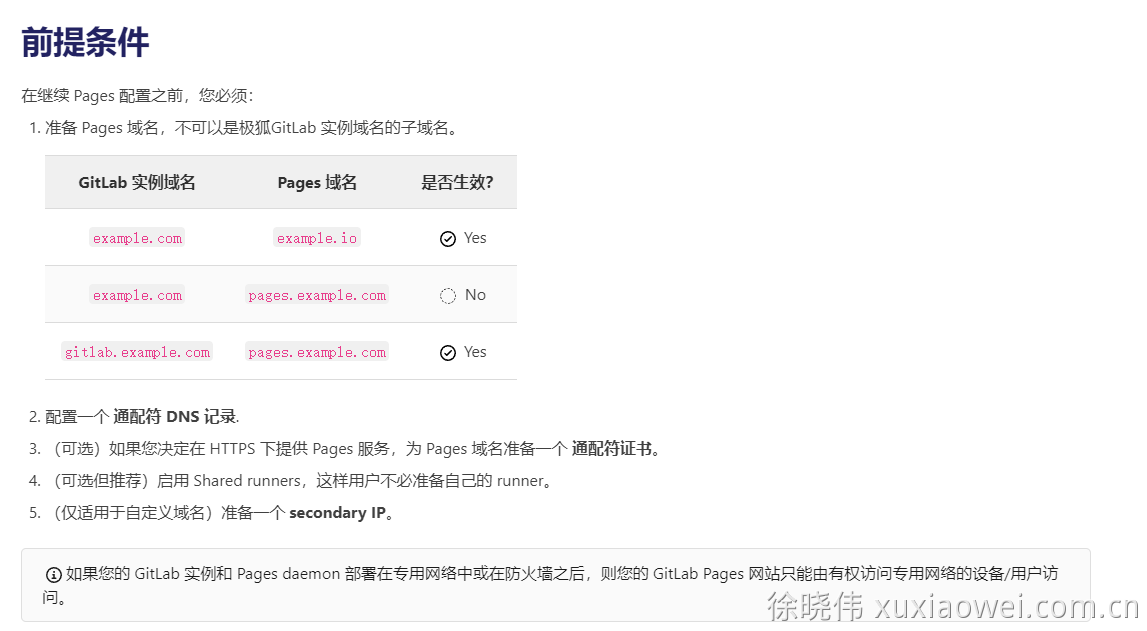 前提条件
在继续 Pages 配置之前，您必须：
1. 准备 Pages 域名，不可以是极狐GitLab 实例域名的子域名。
GitLab 实例域名 Pages 域名 是否生效?
example.com example.io Yes
example.com pages.example.com No
gitlab.example.com pages.example.com Yes
2. 配置一个 通配符 DNS 记录.
3. （可选）如果您决定在 HTTPS 下提供 Pages 服务，为 Pages 域名准备一个 通配符证书。
4. （可选但推荐）启用 Shared runners，这样用户不必准备自己的 runner。
5. （仅适用于自定义域名）准备一个 secondary IP。
如果您的 GitLab 实例和 Pages daemon 部署在专用网络中或在防火墙之后，则您的 GitLab Pages 网站只能由有权访问专用网络的设备/用户访
问。
徐晓伟 xuxiaowei.com.cn